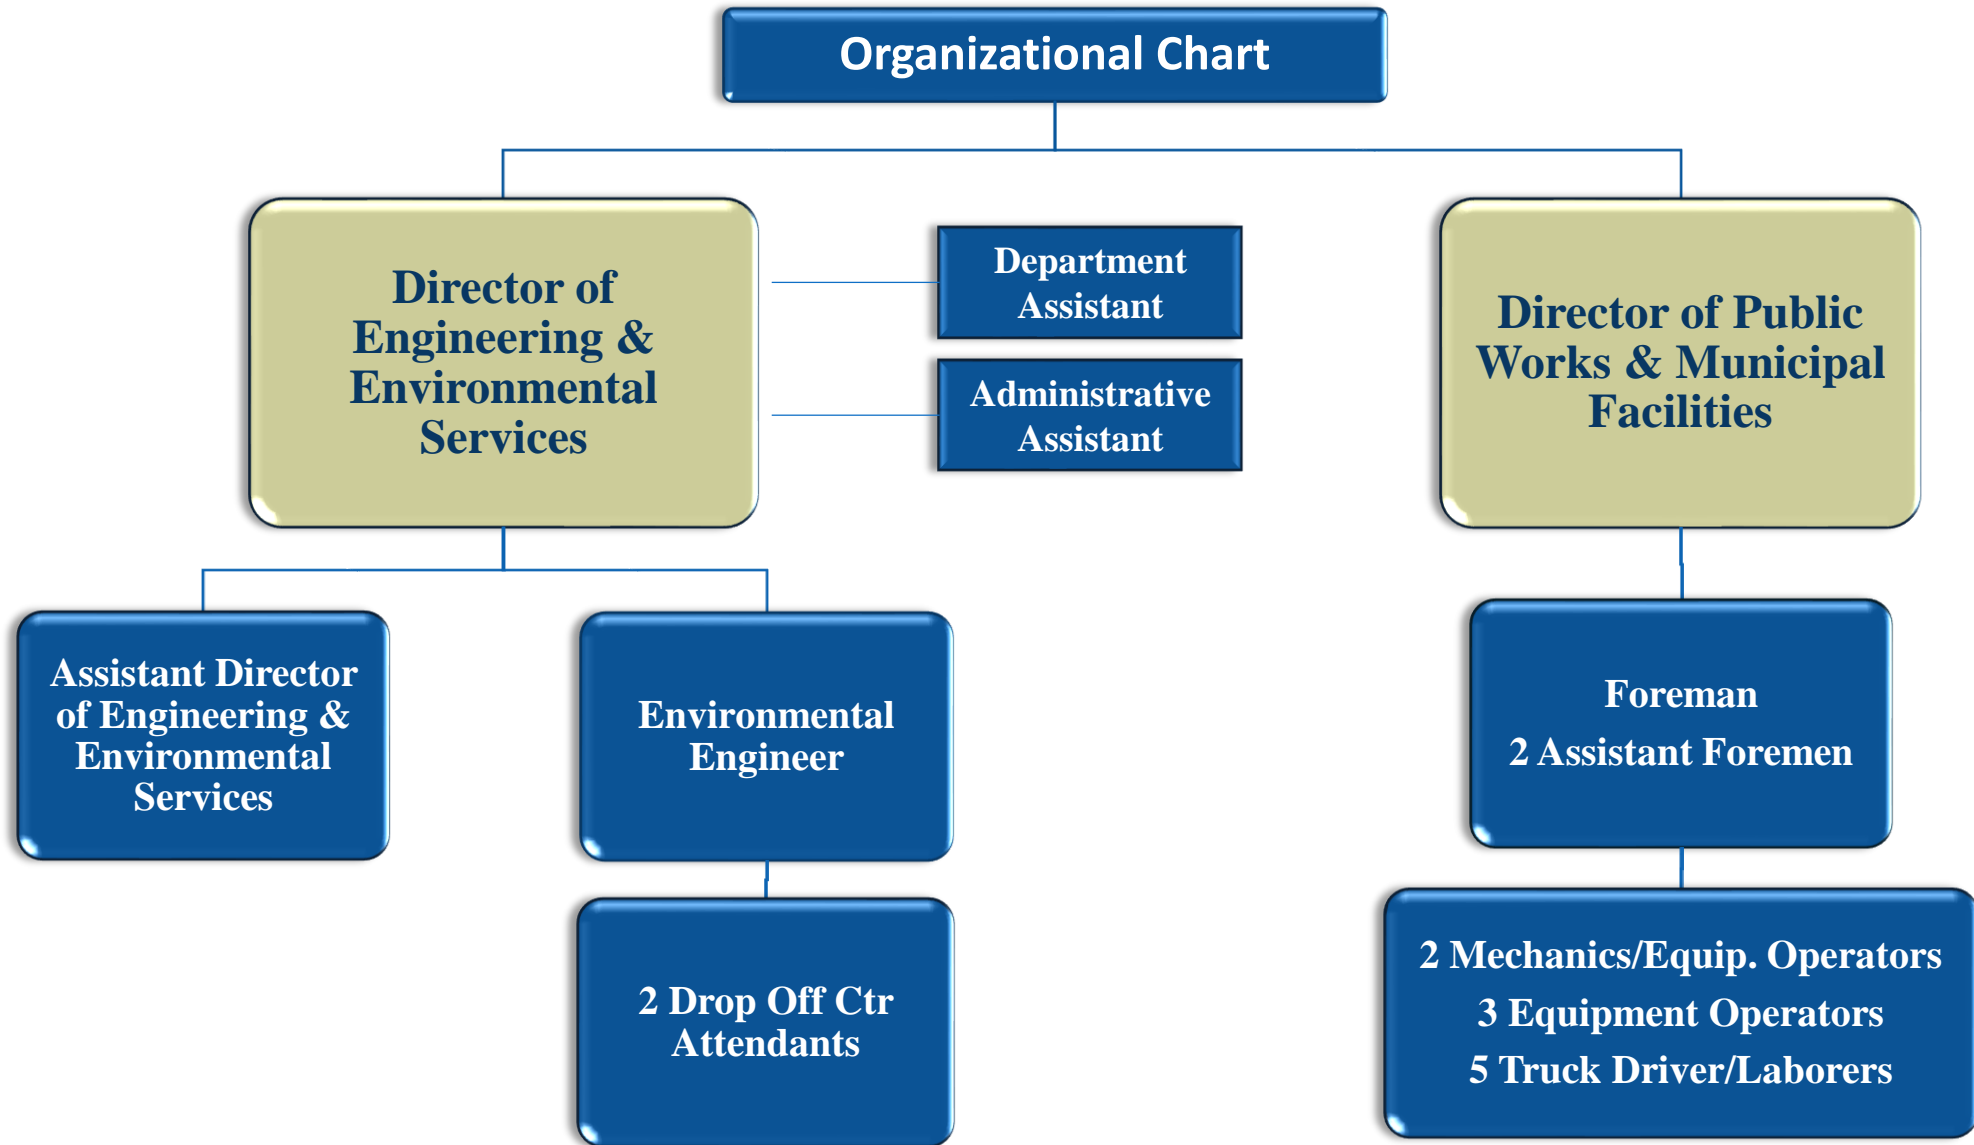 Organizational Chart
Director of
Engineering &
Environmental
Services
Department
Assistant
Administrative
Assistant
Director of Public
Works & Municipal
Facilities
Assistant Director
of Engineering &
Environmental
Services
Environmental
Engineer
Foreman
2 Assistant Foremen
2 Drop Off Ctr
Attendants
2 Mechanics/Equip. Operators
3 Equipment Operators
5 Truck Driver/Laborers